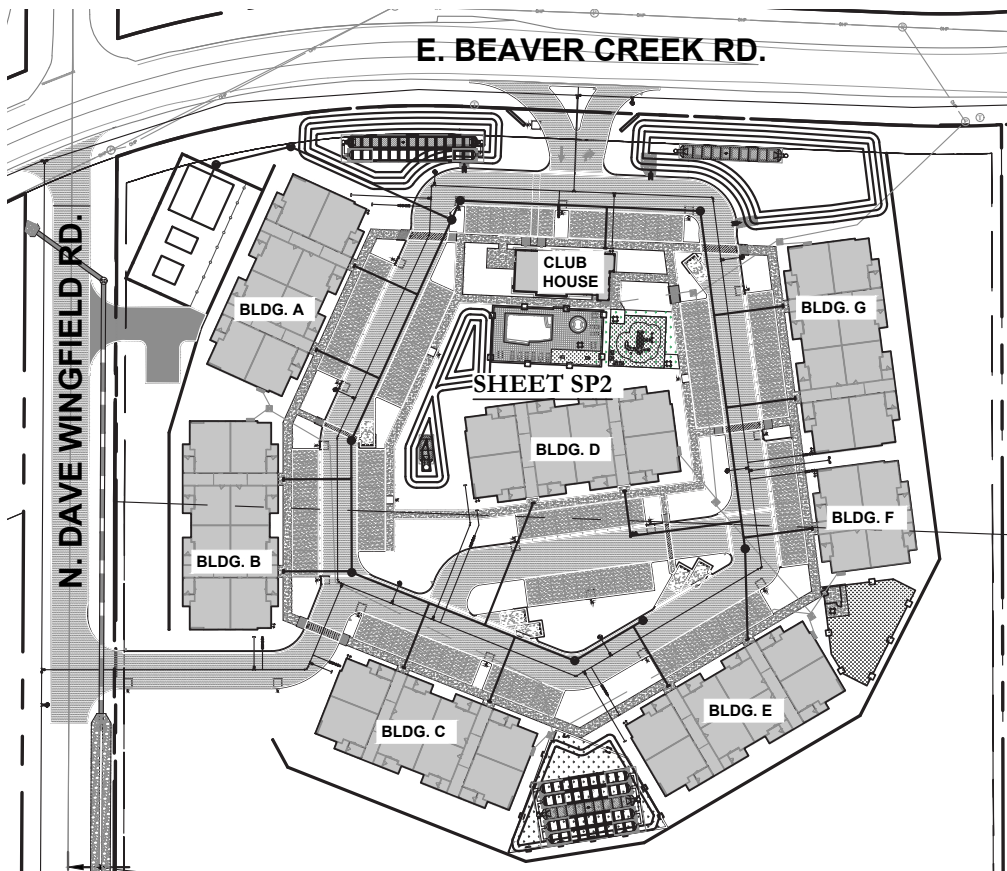 E. BEAVER CREEK RD.
N. DAVE WINGFIELD RD.
CLUB
HOUSE
BLDG. A
BLDG. G
SHEET SP2
BLDG. D
BLDG. F
BLDG. B
BLDG. E
BLDG. C